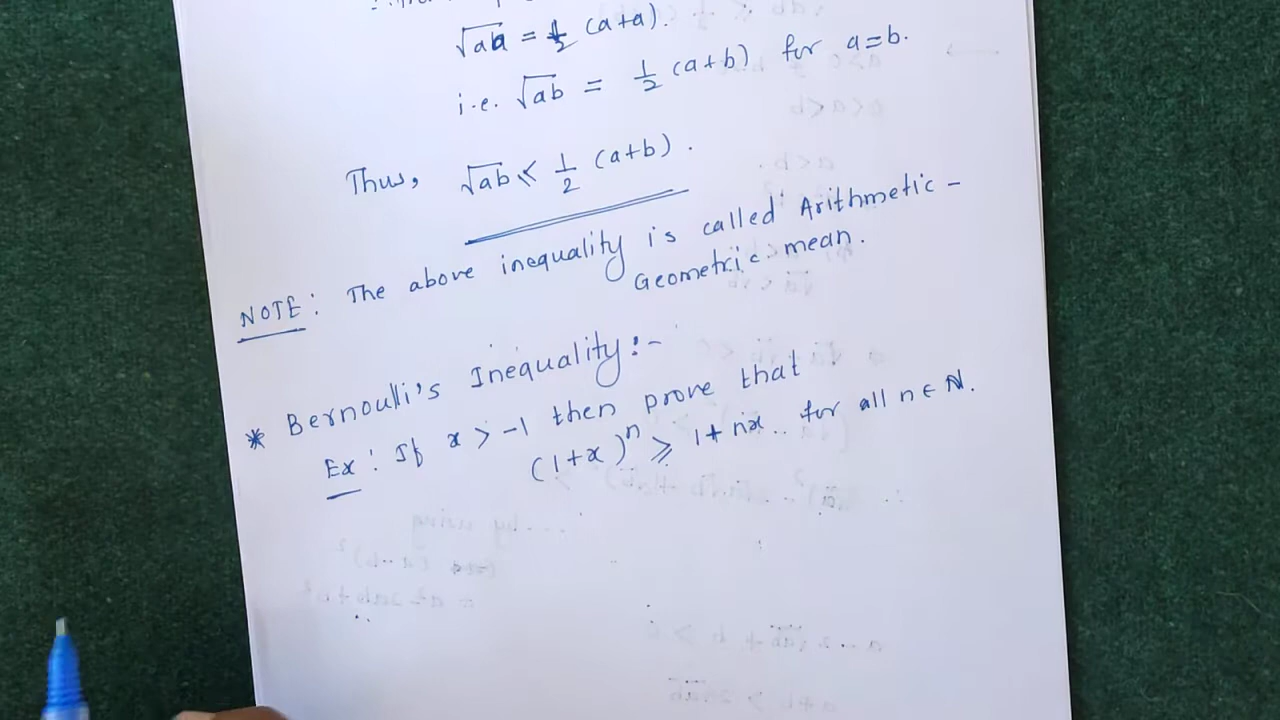 √aa = 1/2 (a+a).
i.e. √ab = 1/2 (a+b) for a=b.
Thus, √ab ≤ 1/2 (a+b).
NOTE: The above inequality is called Arithmetic -
Geometric mean.
* Bernoulli's Inequality:-
Ex: If x > -1 then prove that
(1+x)^n ≥ 1+nx.. for all n∈N.